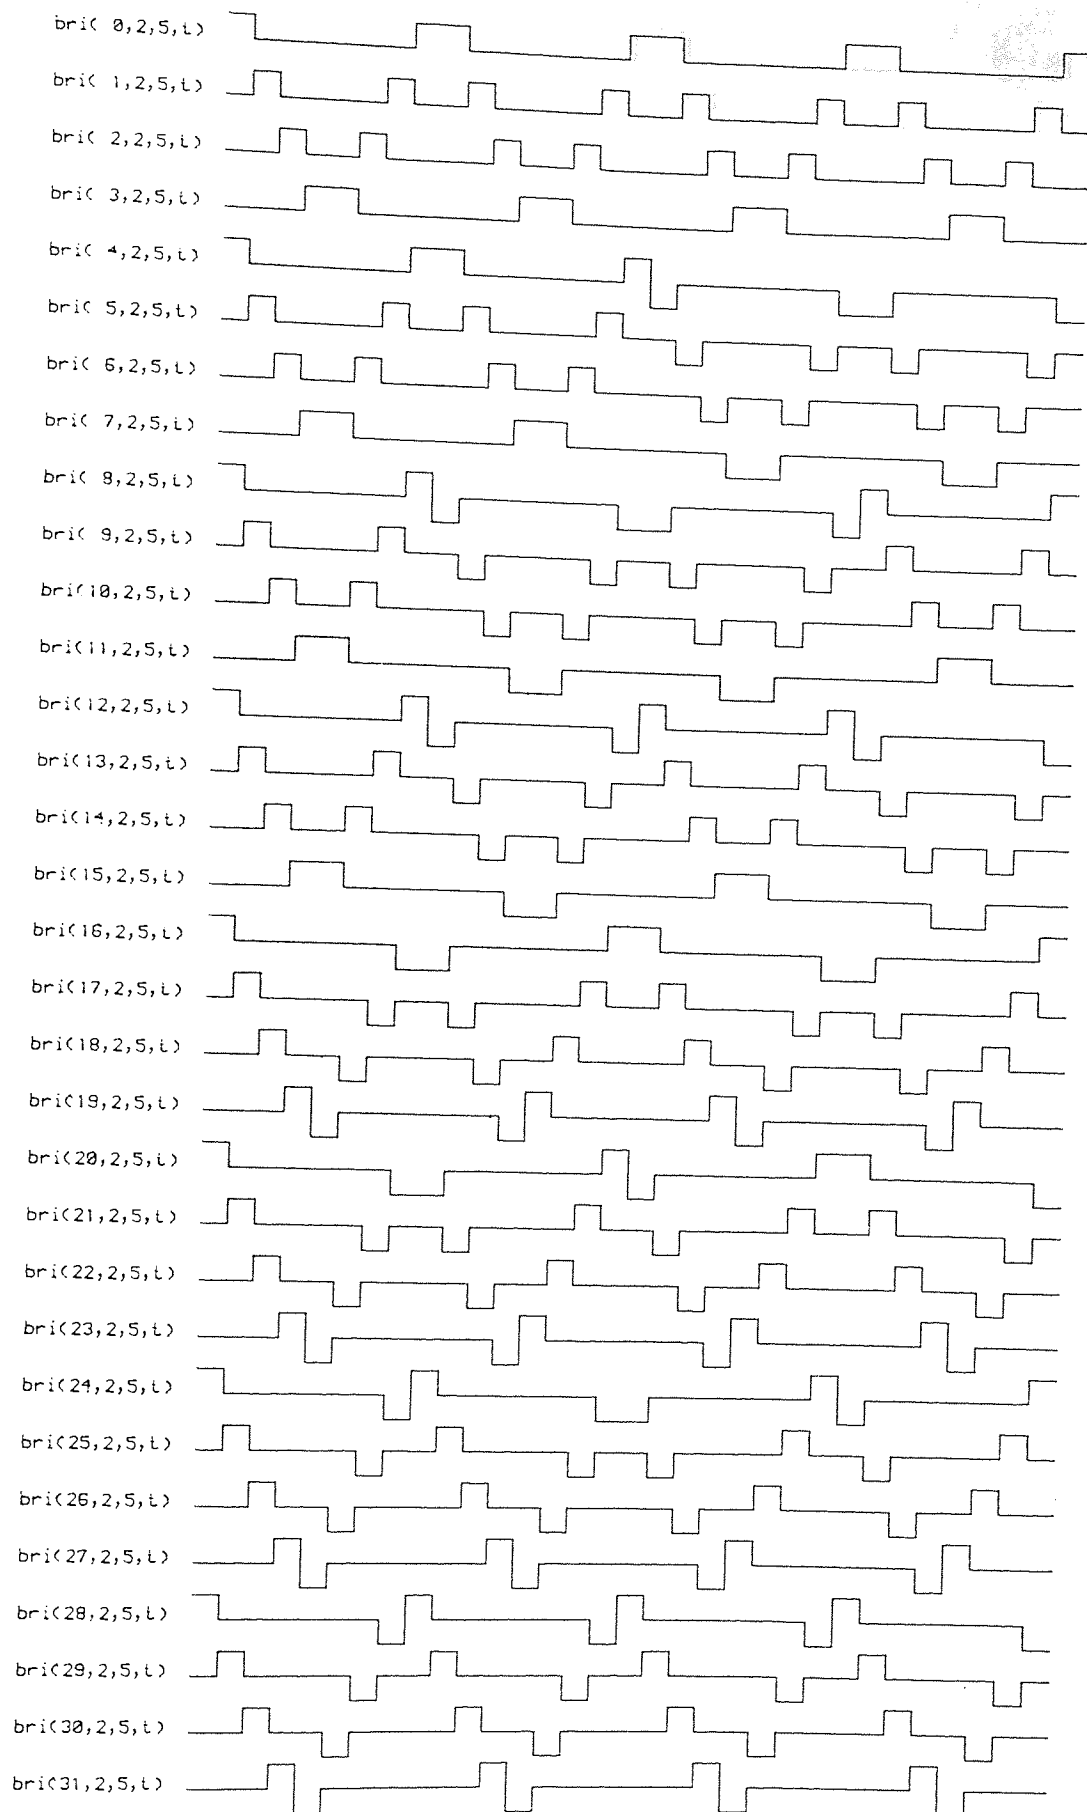 bri( 0,2,5,t)
bri( 1,2,5,t)
bri( 2,2,5,t)
bri( 3,2,5,t)
bri( 4,2,5,t)
bri( 5,2,5,t)
bri( 6,2,5,t)
bri( 7,2,5,t)
bri( 8,2,5,t)
bri( 9,2,5,t)
bri(10,2,5,t)
bri(11,2,5,t)
bri(12,2,5,t)
bri(13,2,5,t)
bri(14,2,5,t)
bri(15,2,5,t)
bri(16,2,5,t)
bri(17,2,5,t)
bri(18,2,5,t)
bri(19,2,5,t)
bri(20,2,5,t)
bri(21,2,5,t)
bri(22,2,5,t)
bri(23,2,5,t)
bri(24,2,5,t)
bri(25,2,5,t)
bri(26,2,5,t)
bri(27,2,5,t)
bri(28,2,5,t)
bri(29,2,5,t)
bri(30,2,5,t)
bri(31,2,5,t)